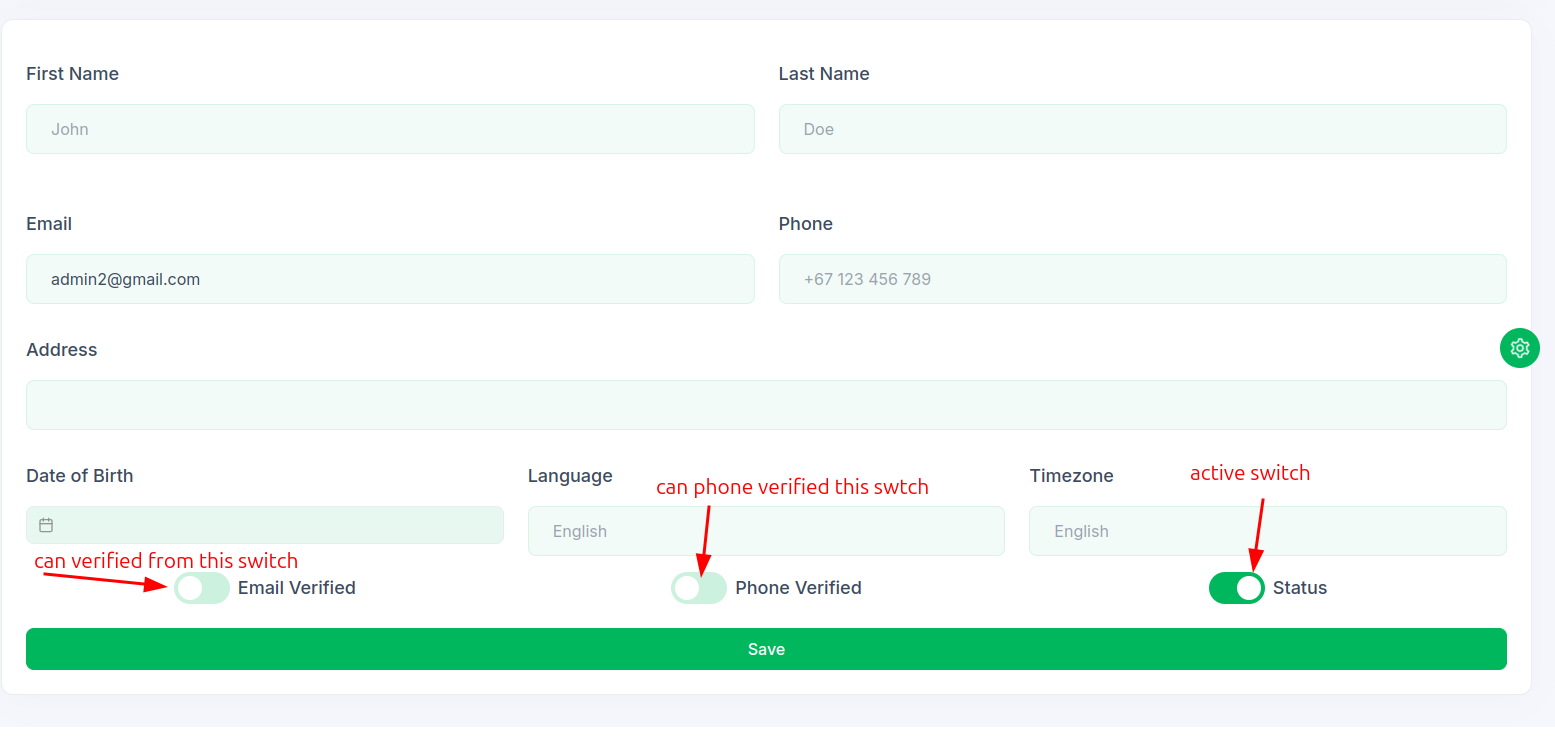 First Name
Last Name
John
Doe
Email
Phone
admin2@gmail.com
+67 123 456 789
Address
Date of Birth
Language
Timezone
can phone verified this swtch
active switch
English
English
can verified from this switch
Email Verified
Phone Verified
Status
Save